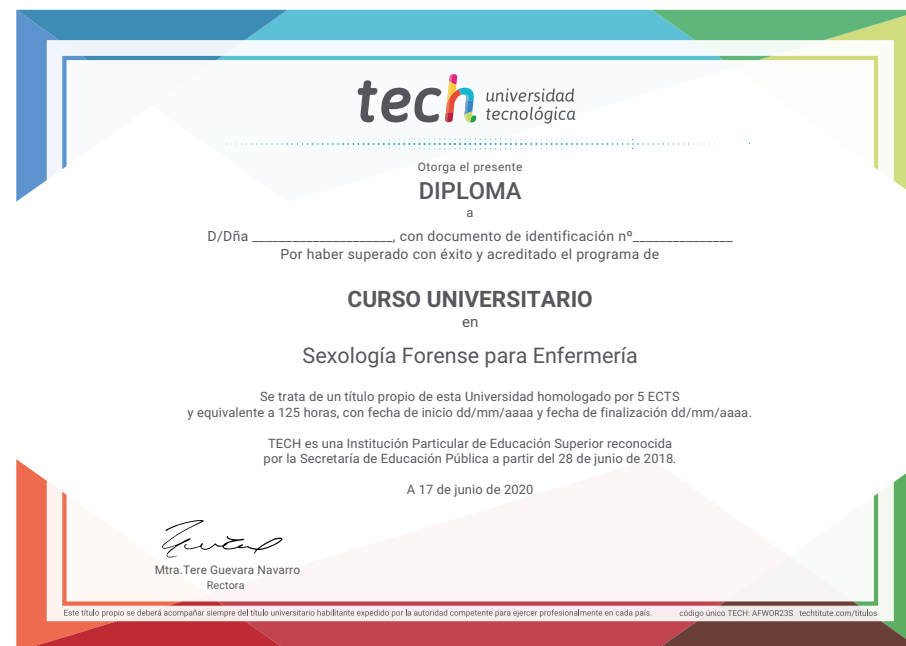 tech universidad
tecnológica
Otorga el presente
DIPLOMA
a
D/Dña _____________________, con documento de identificación nº_______________
Por haber superado con éxito y acreditado el programa de
CURSO UNIVERSITARIO
en
Sexología Forense para Enfermería
Se trata de un título propio de esta Universidad homologado por 5 ECTS
y equivalente a 125 horas, con fecha de inicio dd/mm/aaaa y fecha de finalización dd/mm/aaaa.
TECH es una Institución Particular de Educación Superior reconocida
por la Secretaría de Educación Pública a partir del 28 de junio de 2018.
A 17 de junio de 2020
Mtra.Tere Guevara Navarro
Rectora
Este título propio se deberá acompañar siempre del título universitario habilitante expedido por la autoridad competente para ejercer profesionalmente en cada país. código único TECH: AFWOR23S techtitute.com/títulos